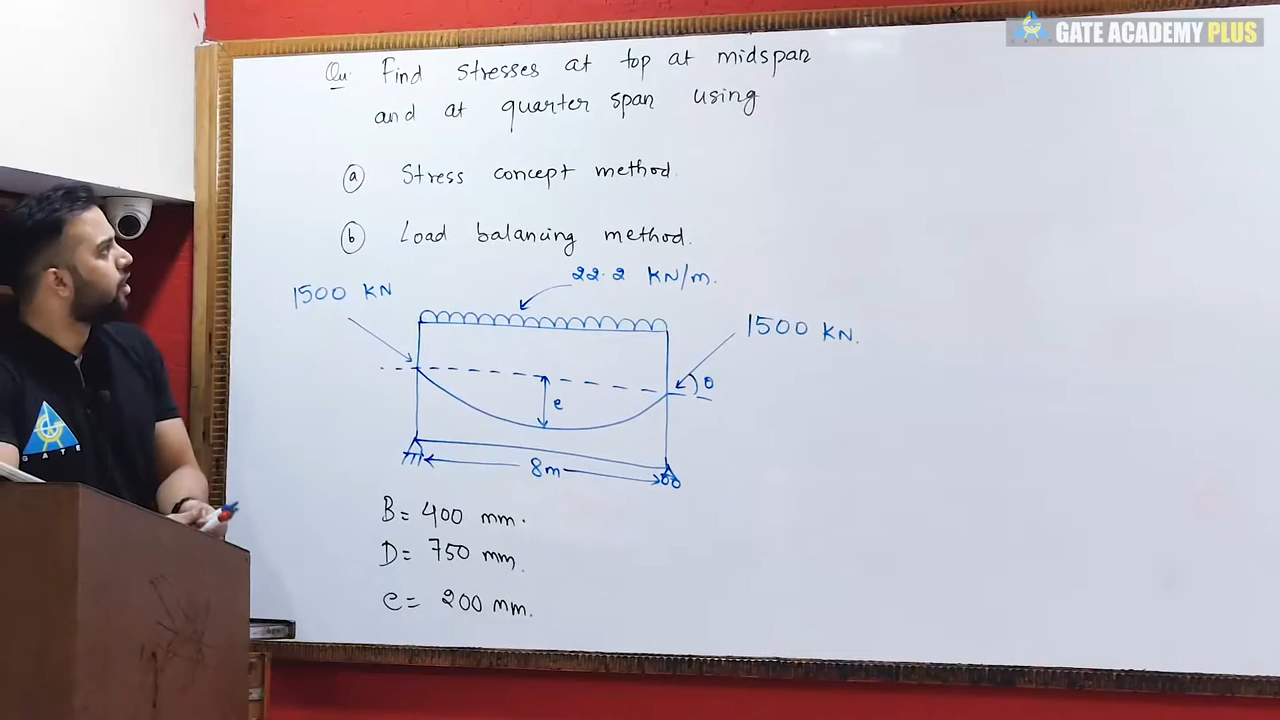 GATE ACADEMY PLUS
Qu. Find stresses at top at midspan
and at quarter span using
(a) Stress concept method.
(b) Load balancing method.
22.2 KN/m.
1500 KN
1500 KN.
θ
e
8m
B = 400 mm.
D = 750 mm.
e = 200 mm.
GATE